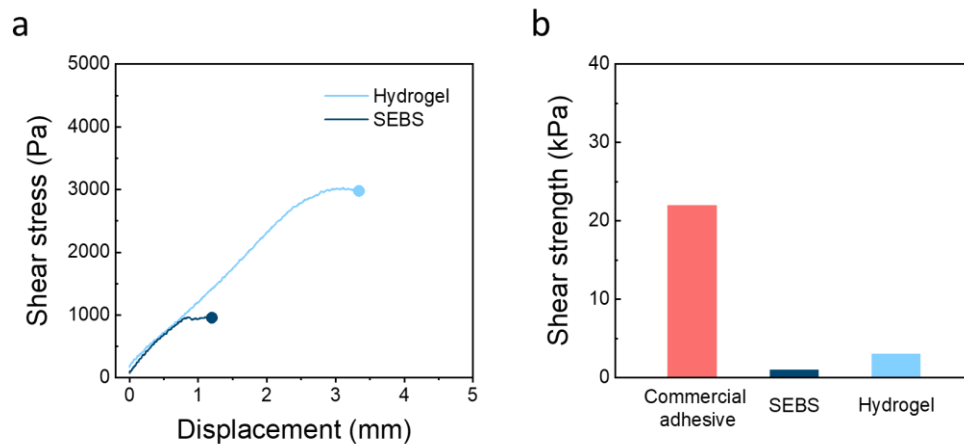 a
5000
4000
3000
2000
1000
0
Shear stress (Pa)
Hydrogel
SEBS
0 1 2 3 4 5
Displacement (mm)
b
40
30
20
10
0
Shear strength (kPa)
Commercial
adhesive
SEBS
Hydrogel